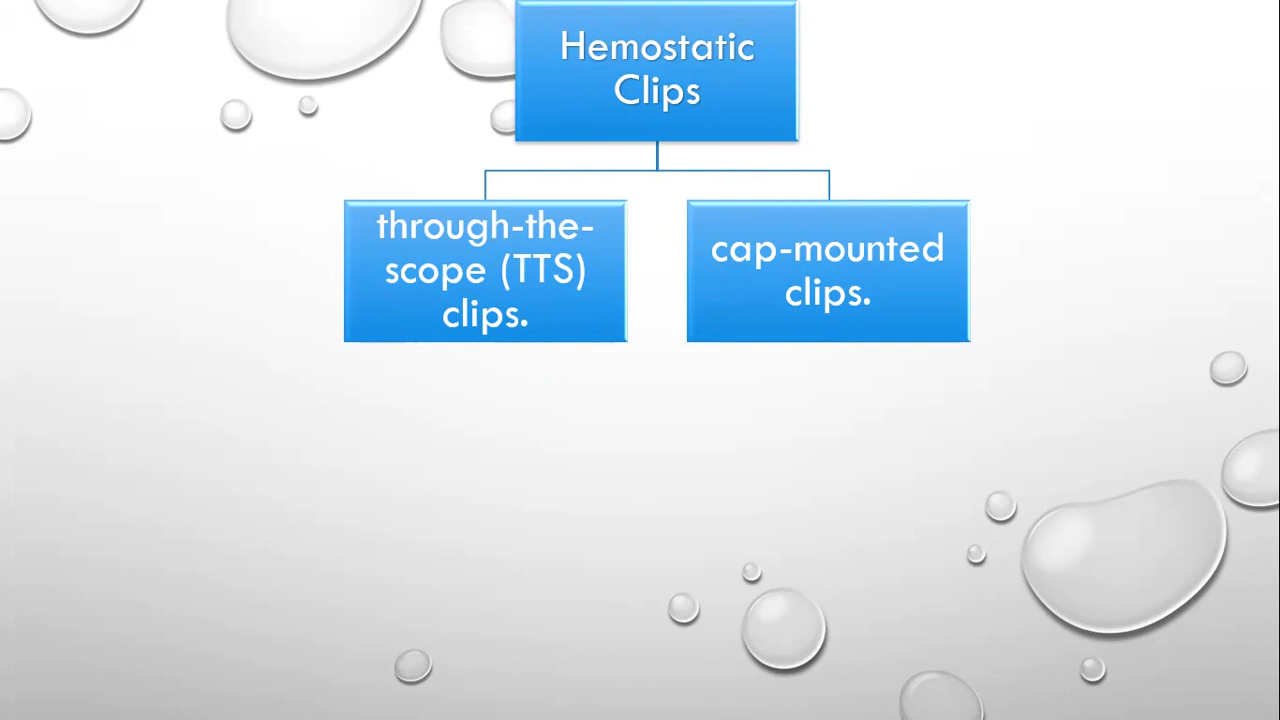 Hemostatic
Clips
through-the-
scope (TTS)
clips.
cap-mounted
clips.